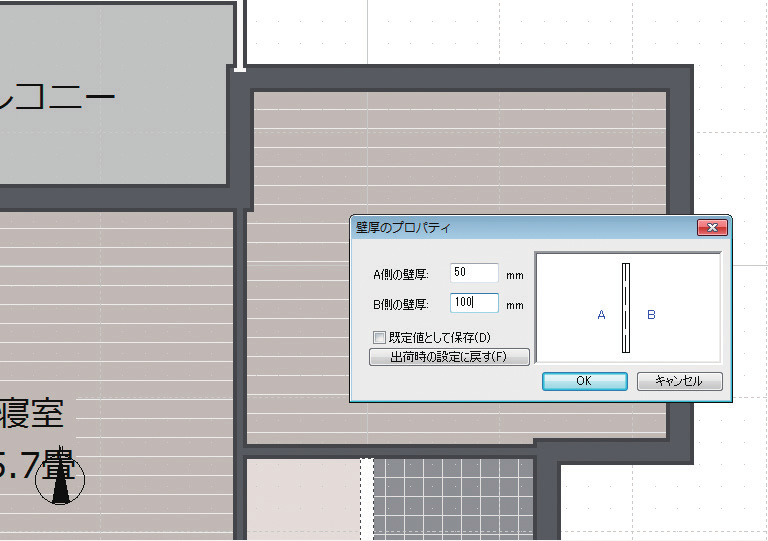 ルコニー
壁厚のプロパティ
A側の壁厚: 50 mm
B側の壁厚: 100 mm
A B
既定値として保存(D)
出荷時の設定に戻す(F)
OK キャンセル
寝室
5.7畳